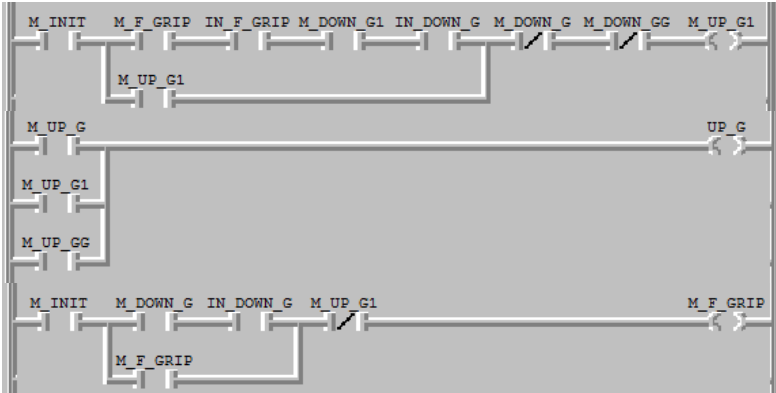 M_INIT M_F_GRIP IN_F_GRIP M_DOWN_G1 IN_DOWN_G M_DOWN_G M_DOWN_GG M_UP_G1
M_UP_G1
M_UP_G UP_G
M_UP_G1
M_UP_GG
M_INIT M_DOWN_G IN_DOWN_G M_UP_G1 M_F_GRIP
M_F_GRIP